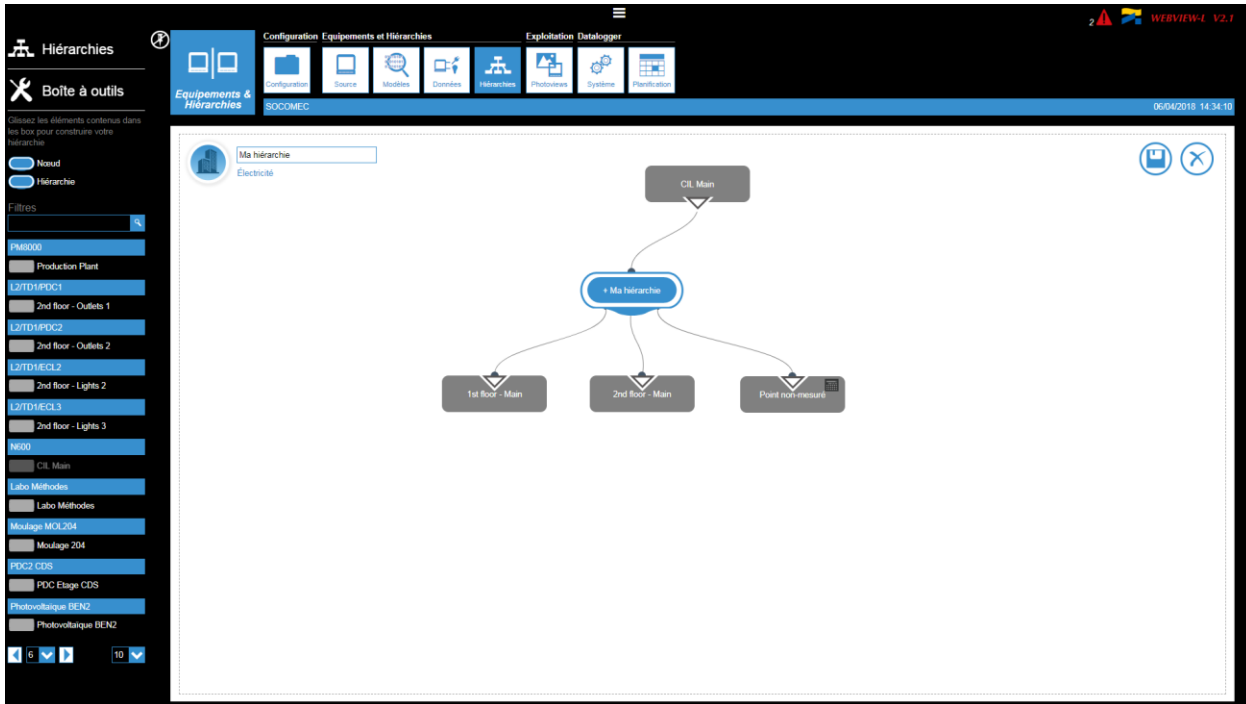 2
WEBVIEW-L V2.1
Hiérarchies
Boîte à outils
Glissez les éléments contenus dans
les box pour construire votre
hiérarchie
Nœud
Hiérarchie
Filtres
PM8000
Production Plant
L2/TD1/PDC1
2nd floor - Outlets 1
L2/TD1/PDC2
2nd floor - Outlets 2
L2/TD1/ECL2
2nd floor - Lights 2
L2/TD1/ECL3
2nd floor - Lights 3
N600
CIL Main
Labo Méthodes
Labo Méthodes
Moulage MOL204
Moulage 204
PDC2 CDS
PDC Etage CDS
Photovoltaique BEN2
Photovoltaique BEN2
6
10
Equipements &
Hiérarchies
Configuration
Equipements et Hiérarchies
Exploitation
Datalogger
Configuration
Source
Modèles
Données
Hiérarchies
Photoviews
Système
Planification
SOCOMEC
06/04/2018 14:34:10
Ma hiérarchie
Électricité
CIL Main
+ Ma hiérarchie
1st floor - Main
2nd floor - Main
Point non-mesuré